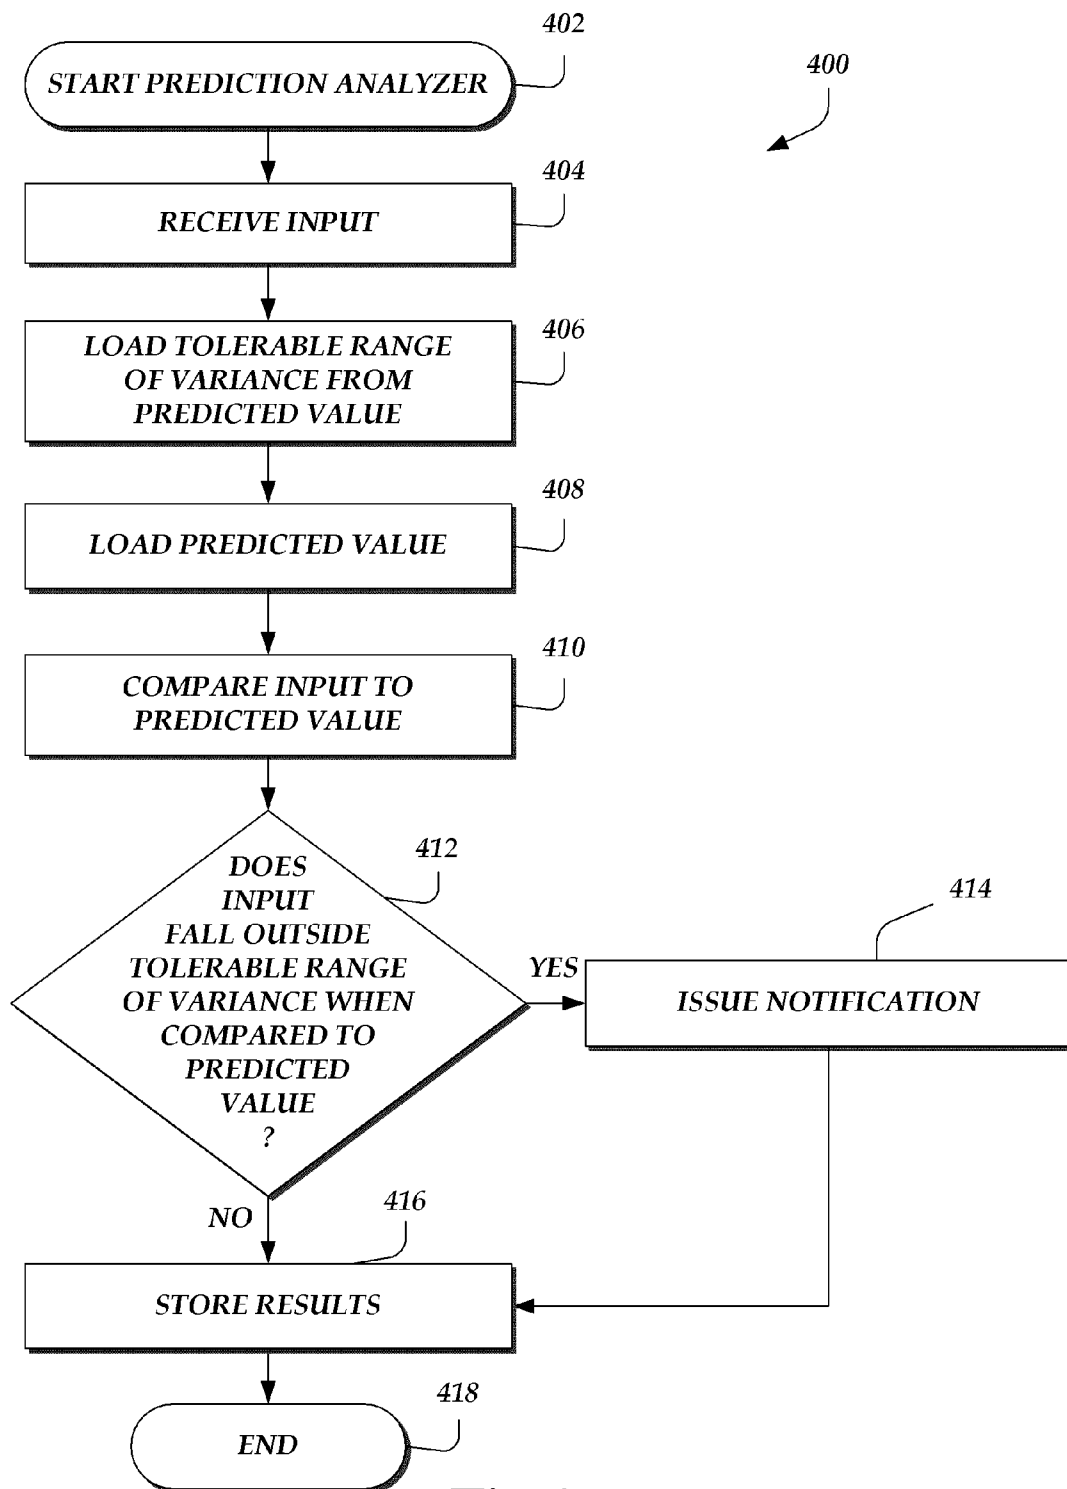 402
START PREDICTION ANALYZER
400
404
RECEIVE INPUT
406
LOAD TOLERABLE RANGE
OF VARIANCE FROM
PREDICTED VALUE
408
LOAD PREDICTED VALUE
410
COMPARE INPUT TO
PREDICTED VALUE
412
DOES
INPUT
FALL OUTSIDE
TOLERABLE RANGE
OF VARIANCE WHEN
COMPARED TO
PREDICTED
VALUE
?
YES
414
ISSUE NOTIFICATION
NO
416
STORE RESULTS
418
END